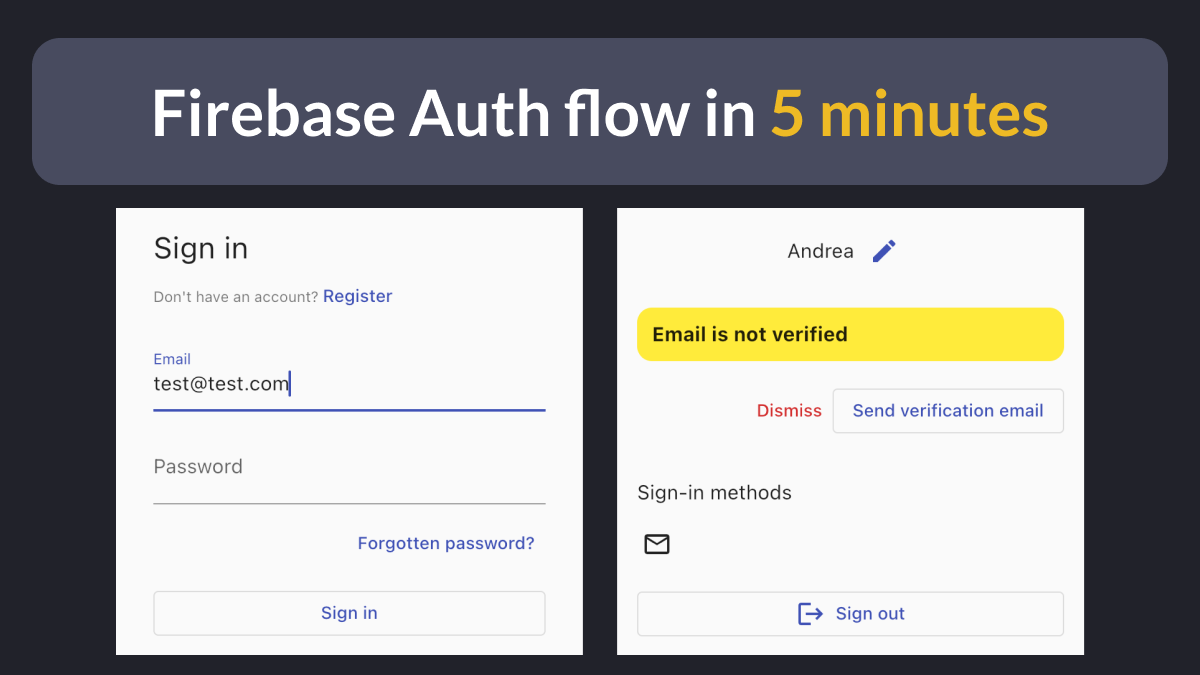 Firebase Auth flow in 5 minutes
Sign in
Don't have an account? Register
Email
test@test.com
Password
Forgotten password?
Sign in
Andrea
Email is not verified
Dismiss Send verification email
Sign-in methods
Sign out